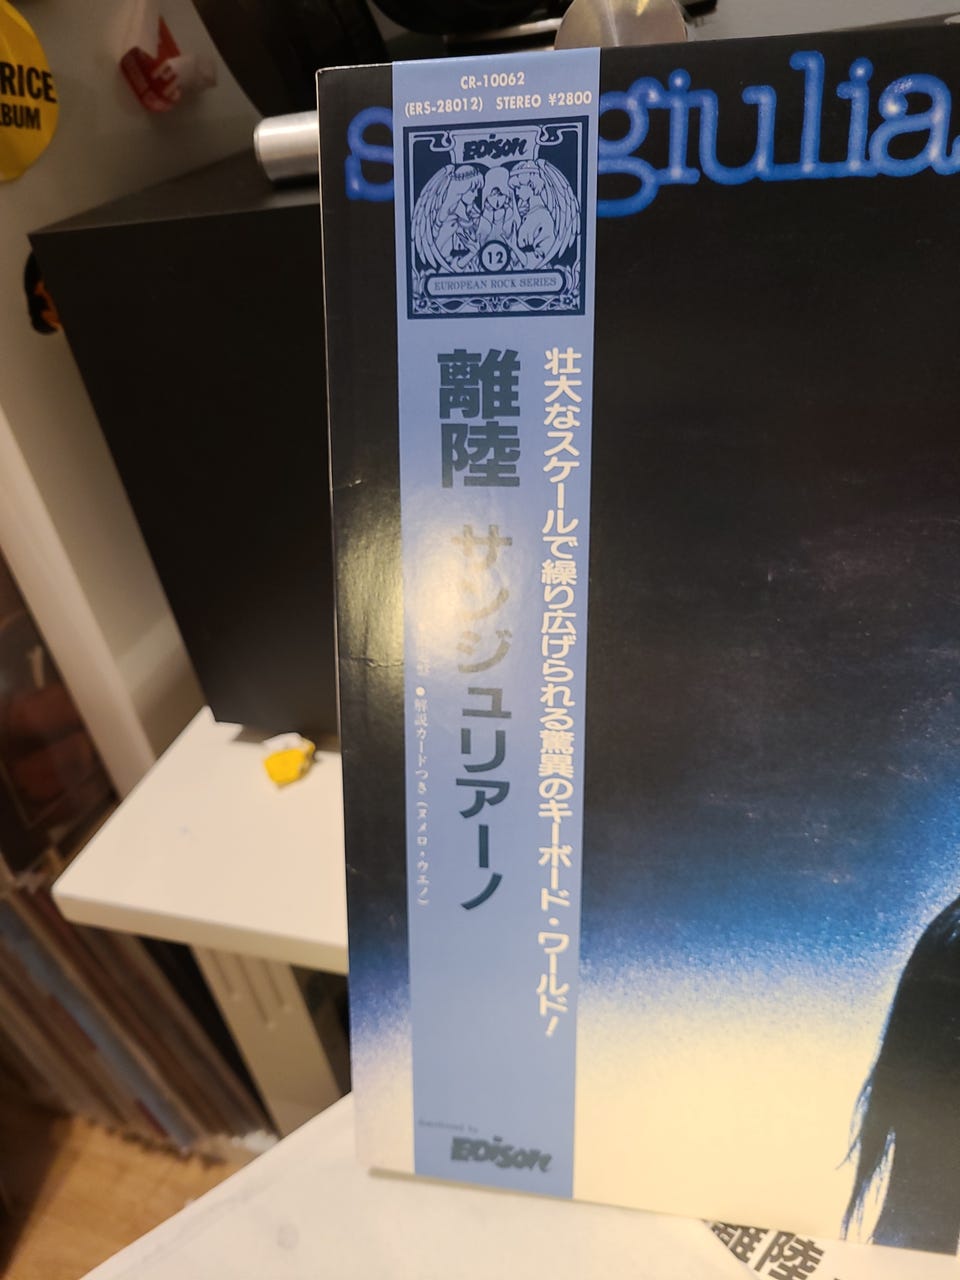 RICE
BUM
CR-10062
(ERS-28012) STEREO ¥2800
giulia
Edison
12
EUROPEAN ROCK SERIES
離陸 サンジュリアーノ
壮大なスケールで繰り広げられる驚異のキーボード・ワールド!
●解説カードつき(ヌメロ・ウエノ)
distributed by
Edison
離陸